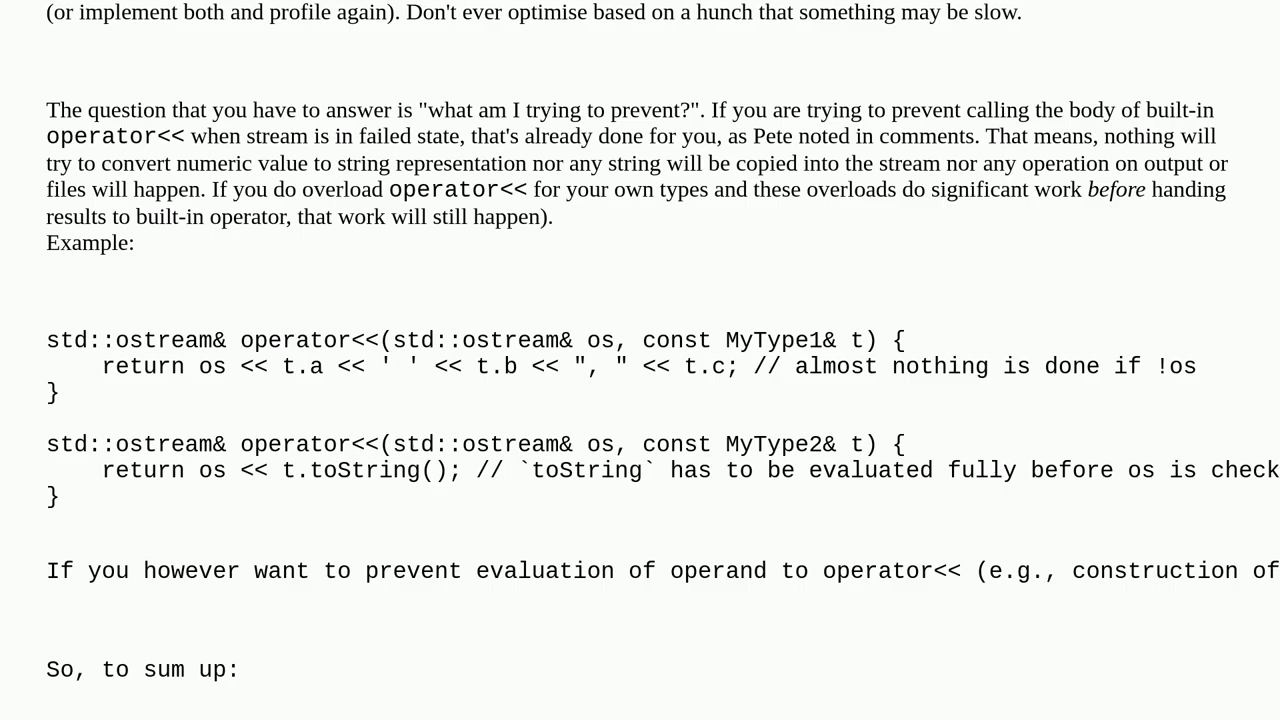 (or implement both and profile again). Don't ever optimise based on a hunch that something may be slow.
The question that you have to answer is "what am I trying to prevent?". If you are trying to prevent calling the body of built-in
operator<< when stream is in failed state, that's already done for you, as Pete noted in comments. That means, nothing will
try to convert numeric value to string representation nor any string will be copied into the stream nor any operation on output or
files will happen. If you do overload operator<< for your own types and these overloads do significant work before handing
results to built-in operator, that work will still happen).
Example:
std::ostream& operator<<(std::ostream& os, const MyType1& t) {
    return os << t.a << ' ' << t.b << ", " << t.c; // almost nothing is done if !os
}
std::ostream& operator<<(std::ostream& os, const MyType2& t) {
    return os << t.toString(); // `toString` has to be evaluated fully before os is check
}
If you however want to prevent evaluation of operand to operator<< (e.g., construction of
So, to sum up: